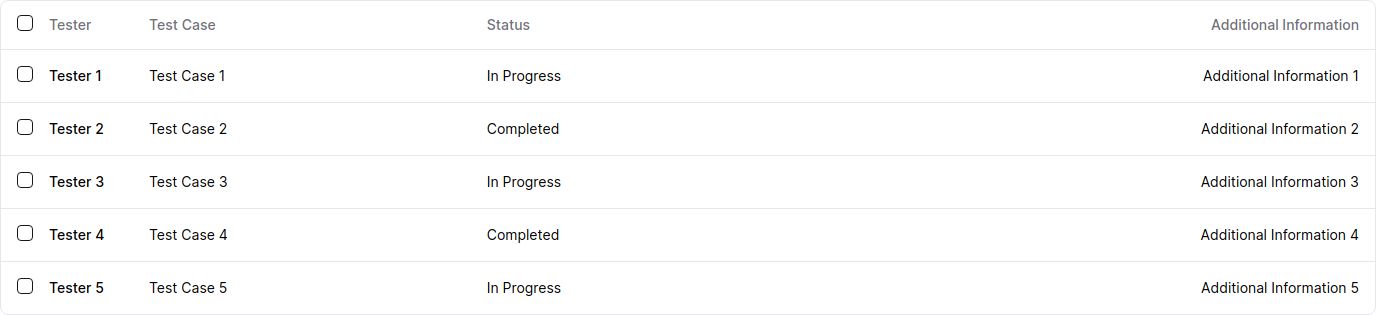 Tester Test Case Status Additional Information
Tester 1 Test Case 1 In Progress Additional Information 1
Tester 2 Test Case 2 Completed Additional Information 2
Tester 3 Test Case 3 In Progress Additional Information 3
Tester 4 Test Case 4 Completed Additional Information 4
Tester 5 Test Case 5 In Progress Additional Information 5